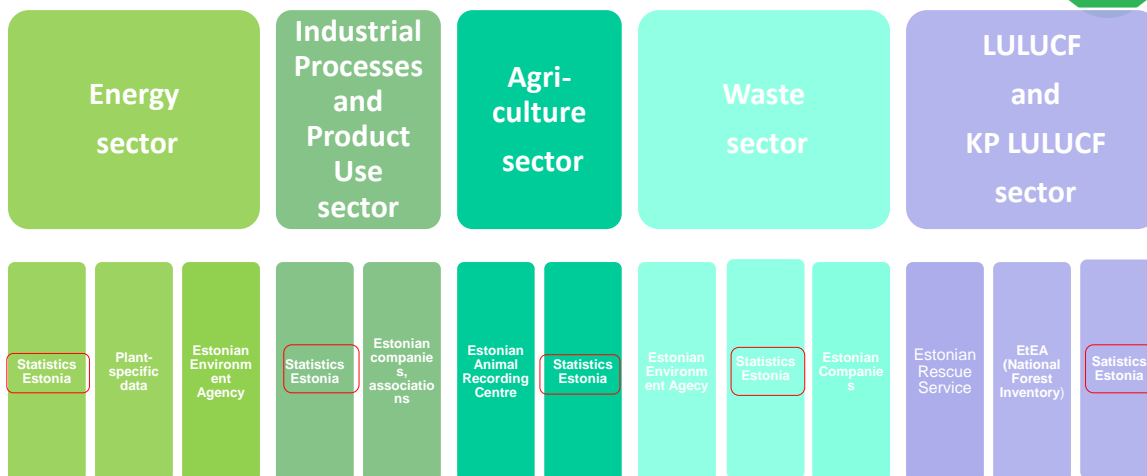 Energy
sector
Industrial
Processes
and
Product
Use
sector
Agri-
culture
sector
Waste
sector
LULUCF
and
KP LULUCF
sector
Statistics
Estonia
Plant-
specific
data
Estonian
Environm
ent
Agency
Statistics
Estonia
Estonian
companie
s,
associatio
ns
Estonian
Animal
Recording
Centre
Statistics
Estonia
Estonian
Environm
ent Agecy
Statistics
Estonia
Estonian
Companie
s
Estonian
Rescue
Service
EtEA
(National
Forest
Inventory)
Satistics
Estonia